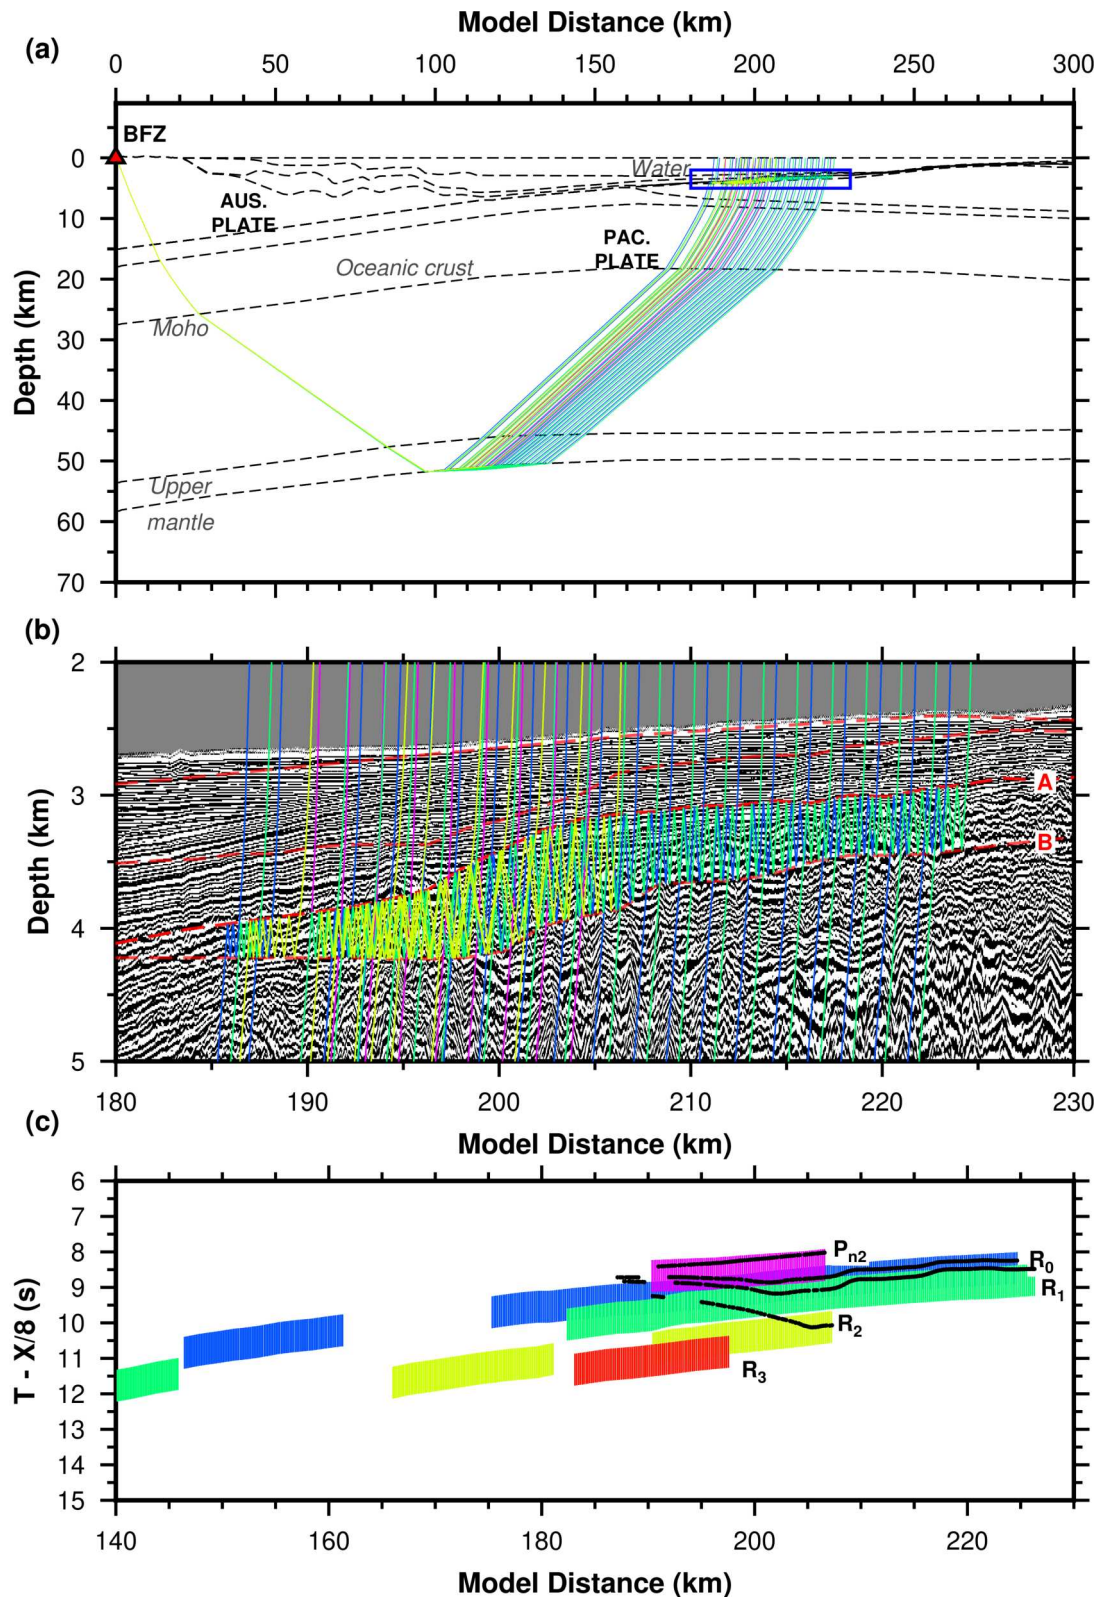 Model Distance (km)
(a)
0 50 100 150 200 250 300
BFZ
0
10
20
30
40
50
60
70
Depth (km)
Water
AUS.
PLATE
PAC.
PLATE
Oceanic crust
Moho
Upper
mantle
(b)
2
3
4
5
Depth (km)
A
B
180 190 200 210 220 230
Model Distance (km)
(c)
6
7
8
9
10
11
12
13
14
15
T - X/8 (s)
Pn2
R0
R1
R2
R3
140 160 180 200 220
Model Distance (km)